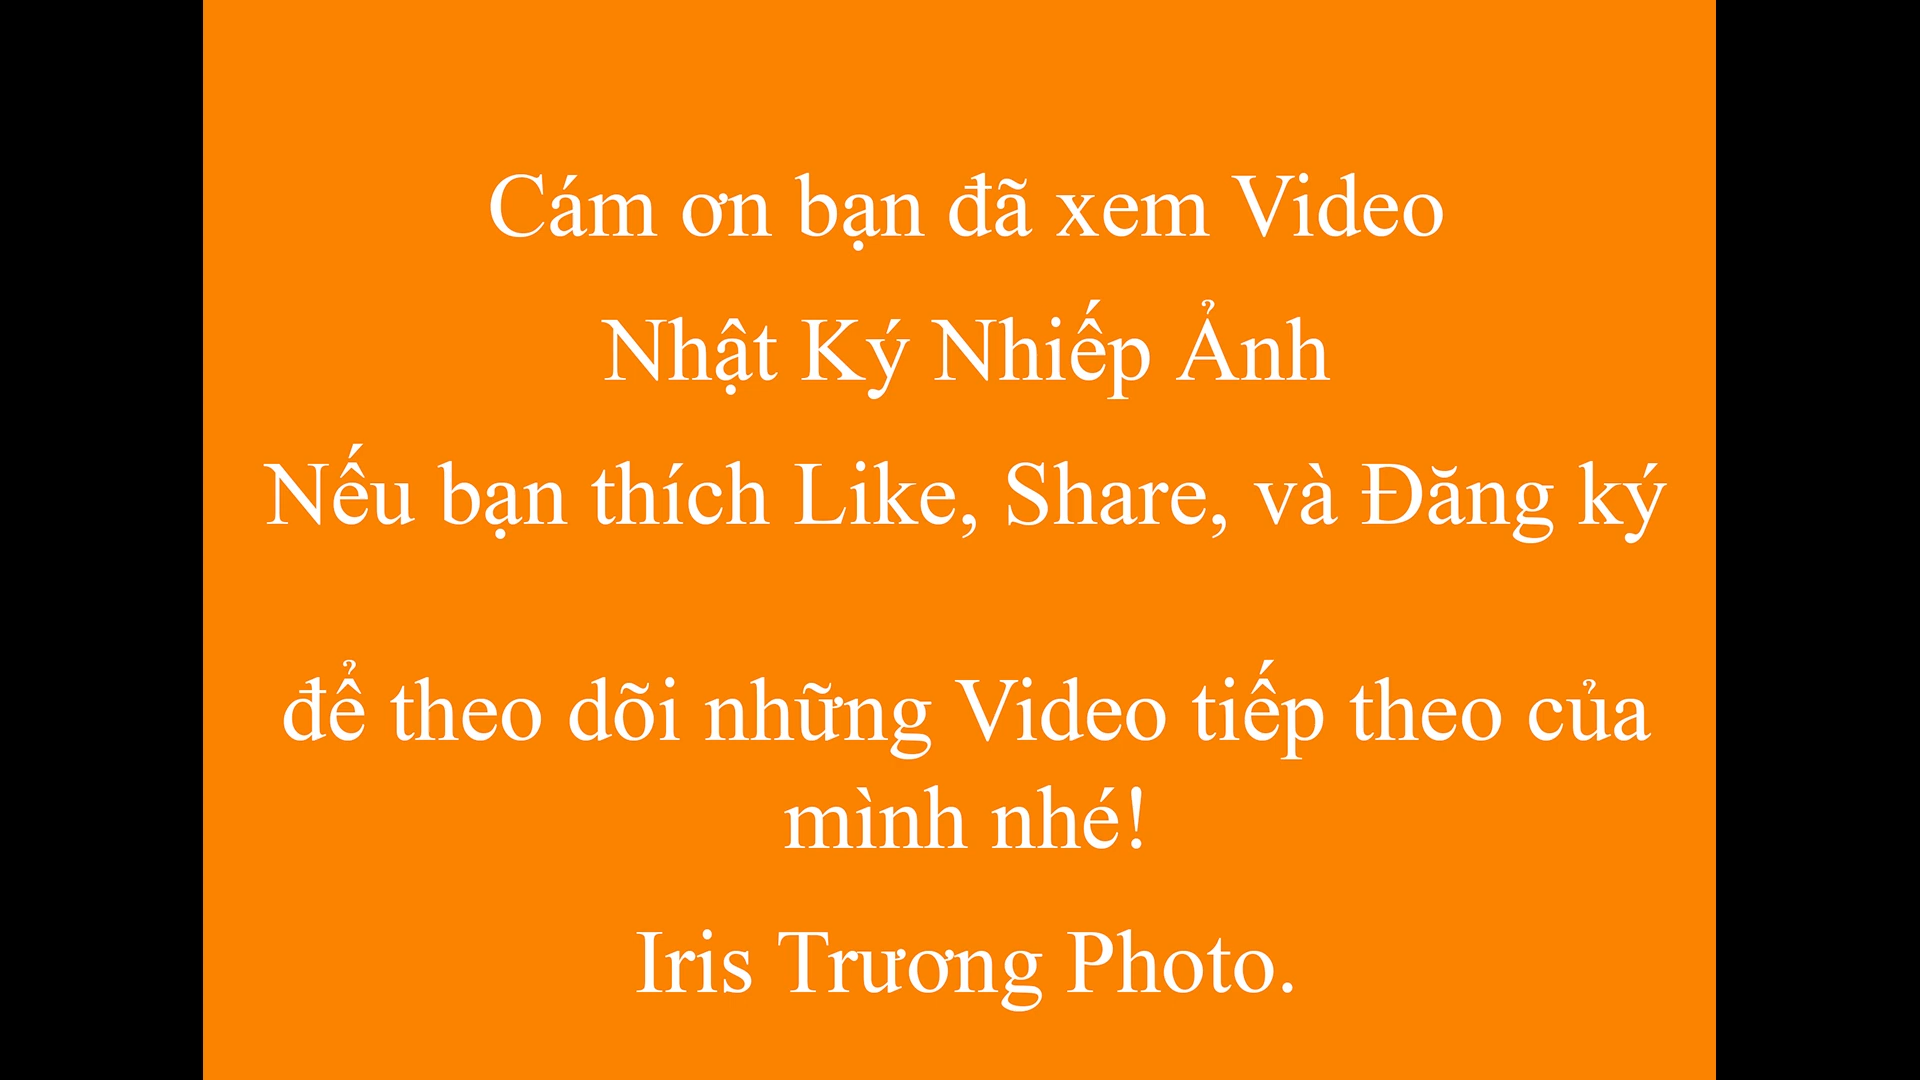 Cám ơn bạn đã xem Video
Nhật Ký Nhiếp Ảnh
Nếu bạn thích Like, Share, và Đăng ký
để theo dõi những Video tiếp theo của
mình nhé!
Iris Trương Photo.